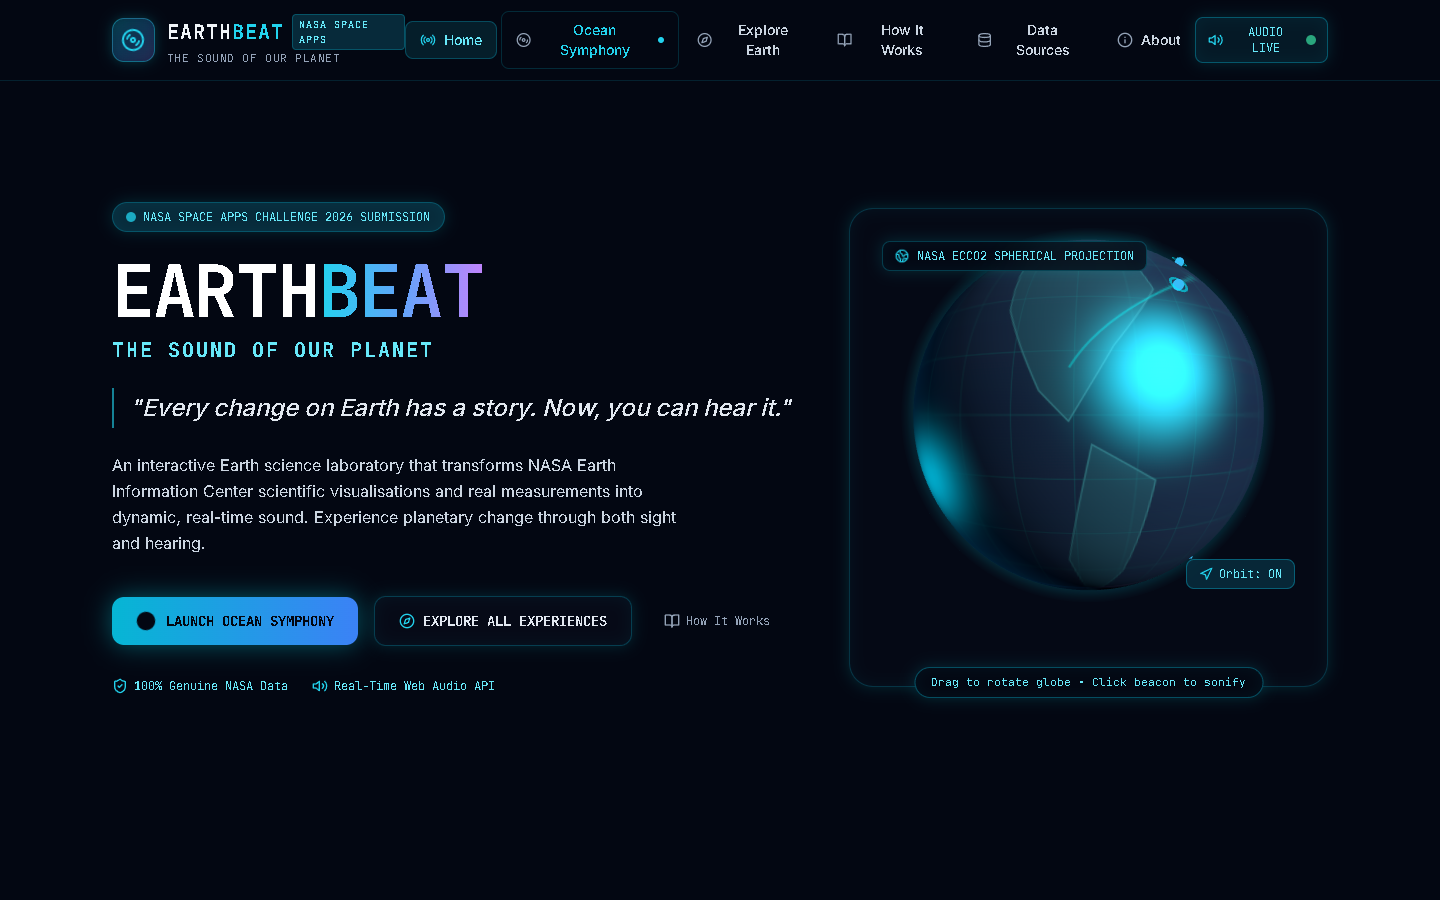 EARTHBEAT
NASA SPACE
APPS
THE SOUND OF OUR PLANET
Home
Ocean
Symphony
Explore
Earth
How It
Works
Data
Sources
About
AUDIO
LIVE
NASA SPACE APPS CHALLENGE 2026 SUBMISSION
EARTHBEAT
THE SOUND OF OUR PLANET
"Every change on Earth has a story. Now, you can hear it."
An interactive Earth science laboratory that transforms NASA Earth
Information Center scientific visualisations and real measurements into
dynamic, real-time sound. Experience planetary change through both sight
and hearing.
LAUNCH OCEAN SYMPHONY
EXPLORE ALL EXPERIENCES
How It Works
100% Genuine NASA Data
Real-Time Web Audio API
NASA ECCO2 SPHERICAL PROJECTION
Orbit: ON
Drag to rotate globe • Click beacon to sonify